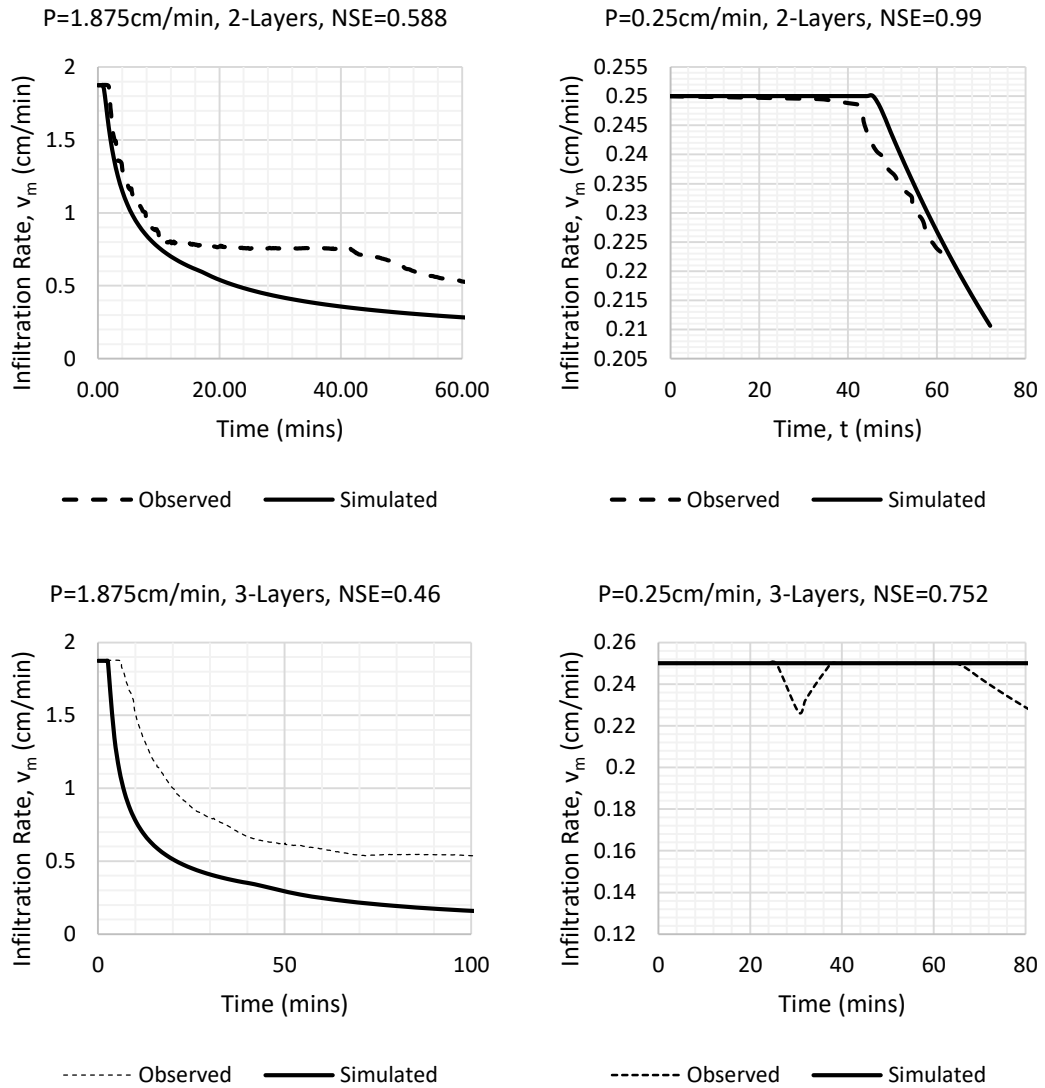 P=1.875cm/min, 2-Layers, NSE=0.588
Infiltration Rate, v_m (cm/min)
2
1.5
1
0.5
0
0.00 20.00 40.00 60.00
Time (mins)
Observed Simulated
P=0.25cm/min, 2-Layers, NSE=0.99
Infiltration Rate, v_m (cm/min)
0.255
0.25
0.245
0.24
0.235
0.23
0.225
0.22
0.215
0.21
0.205
0 20 40 60 80
Time, t (mins)
Observed Simulated
P=1.875cm/min, 3-Layers, NSE=0.46
Infiltration Rate, v_m (cm/min)
2
1.5
1
0.5
0
0 50 100
Time (mins)
Observed Simulated
P=0.25cm/min, 3-Layers, NSE=0.752
Infiltration Rate, v_m (cm/min)
0.26
0.24
0.22
0.2
0.18
0.16
0.14
0.12
0 20 40 60 80
Time (mins)
Observed Simulated